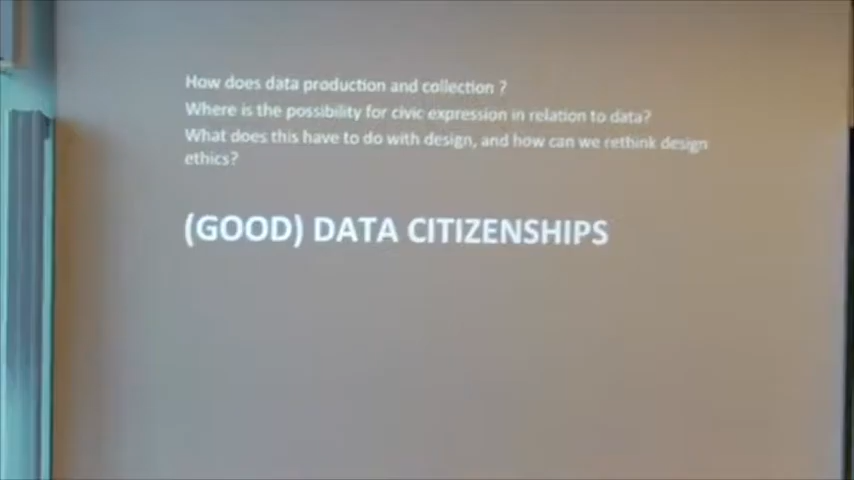 How does data production and collection ?
Where is the possibility for civic expression in relation to data?
What does this have to do with design, and how can we rethink design
ethics?
(GOOD) DATA CITIZENSHIPS